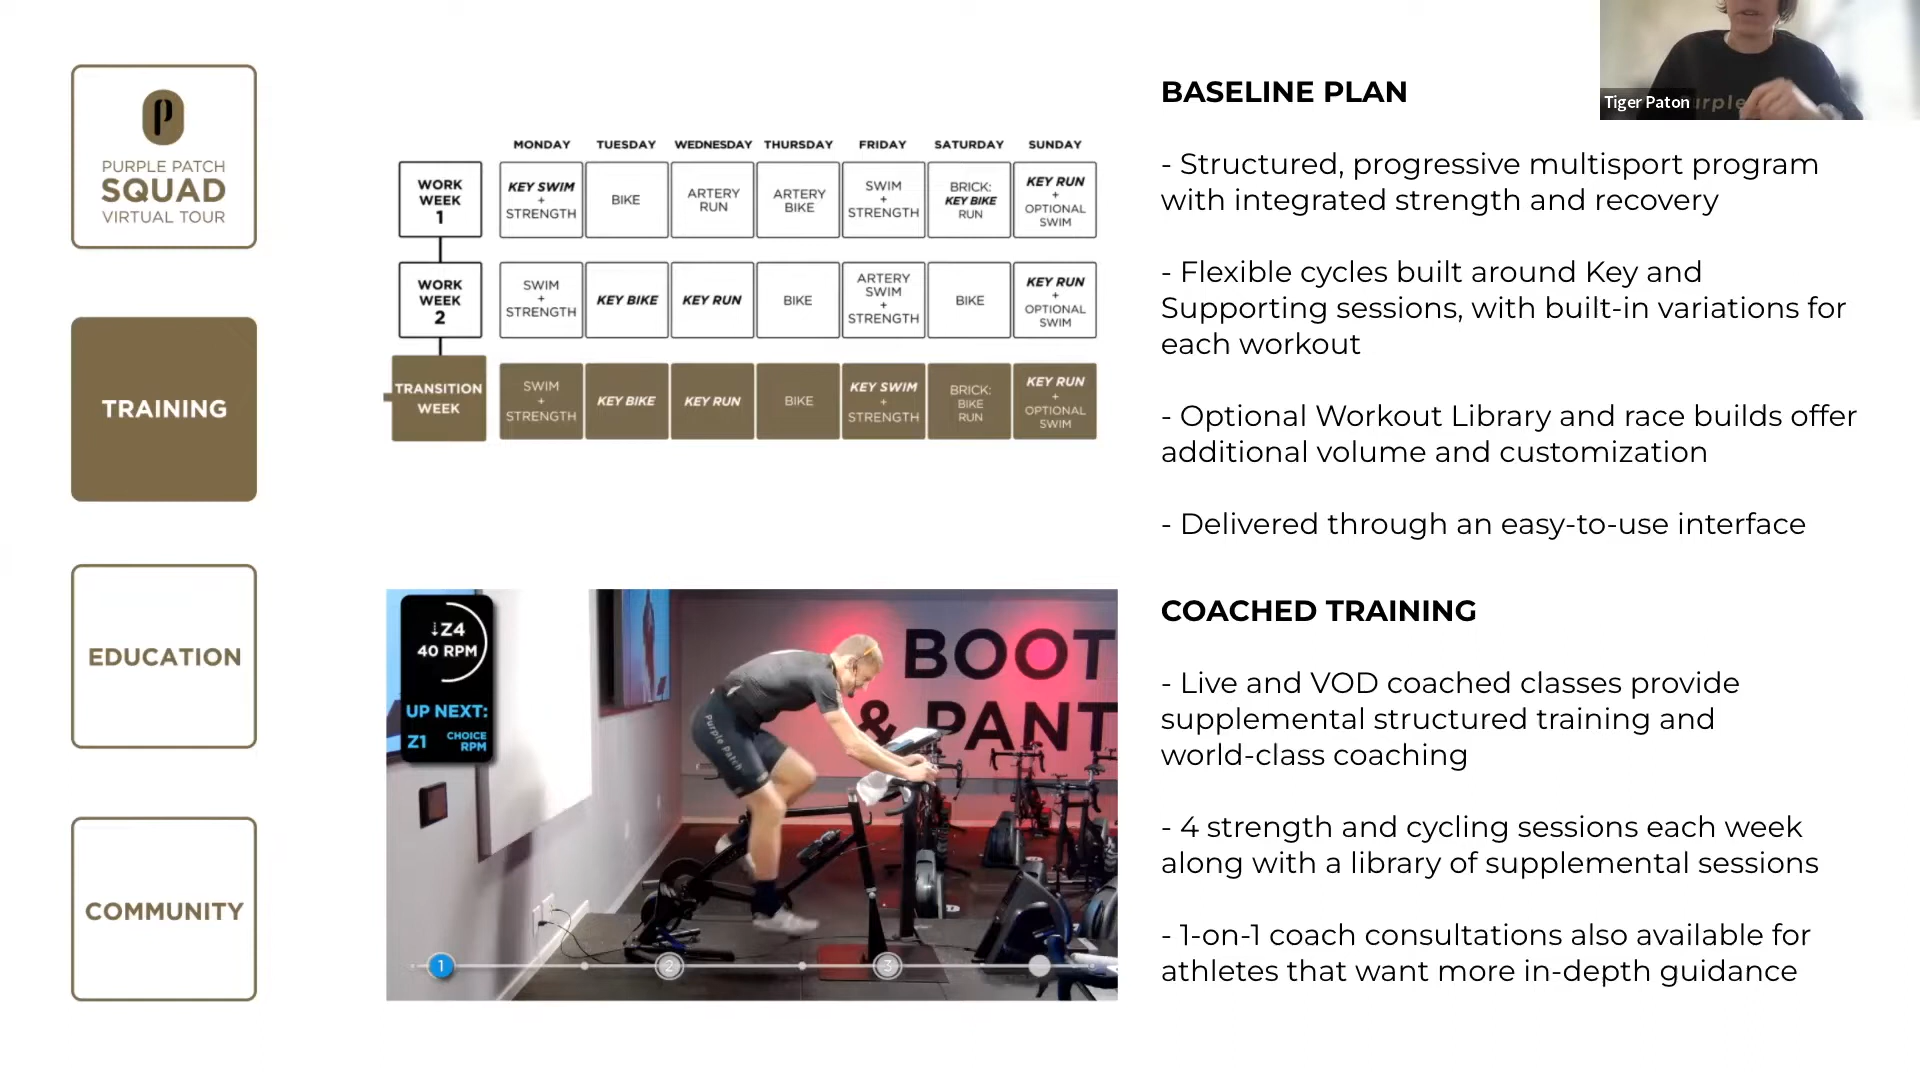 PURPLE PATCH
SQUAD
VIRTUAL TOUR
TRAINING
EDUCATION
COMMUNITY
MONDAY TUESDAY WEDNESDAY THURSDAY FRIDAY SATURDAY SUNDAY
WORK
WEEK
1
KEY SWIM
+
STRENGTH
BIKE
ARTERY
RUN
ARTERY
BIKE
SWIM
+
STRENGTH
BRICK:
KEY BIKE
RUN
KEY RUN
+
OPTIONAL
SWIM
WORK
WEEK
2
SWIM
+
STRENGTH
KEY BIKE
KEY RUN
BIKE
ARTERY
SWIM
+
STRENGTH
BIKE
KEY RUN
+
OPTIONAL
SWIM
TRANSITION
WEEK
SWIM
+
STRENGTH
KEY BIKE
KEY RUN
BIKE
KEY SWIM
+
STRENGTH
BRICK:
BIKE
RUN
KEY RUN
+
OPTIONAL
SWIM
↓Z4
40 RPM
UP NEXT:
Z1 CHOICE
RPM
BOOT
& PANT
Purple Patch
1 2 3
Tiger Paton
BASELINE PLAN
- Structured, progressive multisport program
with integrated strength and recovery
- Flexible cycles built around Key and
Supporting sessions, with built-in variations for
each workout
- Optional Workout Library and race builds offer
additional volume and customization
- Delivered through an easy-to-use interface
COACHED TRAINING
- Live and VOD coached classes provide
supplemental structured training and
world-class coaching
- 4 strength and cycling sessions each week
along with a library of supplemental sessions
- 1-on-1 coach consultations also available for
athletes that want more in-depth guidance